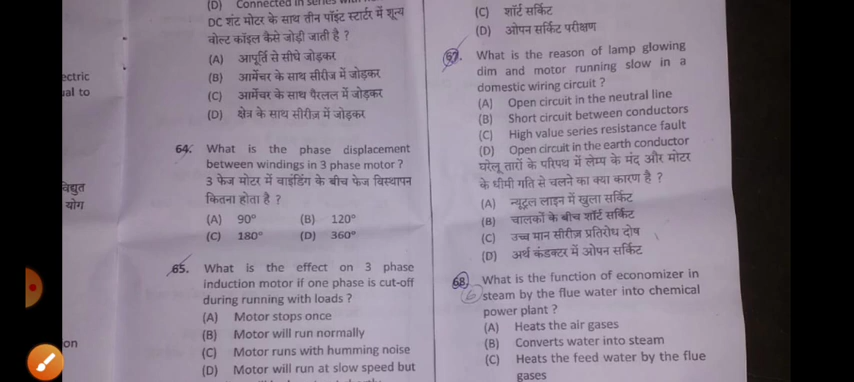 ectric
al to
विद्युत
योग
on
(D) Connected in series with
DC शंट मोटर के साथ तीन पॉइंट स्टार्टर में शून्य
वोल्ट कॉइल कैसे जोड़ी जाती है ?
(A) आपूर्ति से सीधे जोड़कर
(B) आर्मेचर के साथ सीरीज में जोड़कर
(C) आर्मेचर के साथ पैरलल में जोड़कर
(D) क्षेत्र के साथ सीरीज़ में जोड़कर
64. What is the phase displacement
between windings in 3 phase motor ?
3 फेज मोटर में वाइंडिंग के बीच फेज विस्थापन
कितना होता है ?
(A) 90° (B) 120°
(C) 180° (D) 360°
65. What is the effect on 3 phase
induction motor if one phase is cut-off
during running with loads ?
(A) Motor stops once
(B) Motor will run normally
(C) Motor runs with humming noise
(D) Motor will run at slow speed but
(C) शॉर्ट सर्किट
(D) ओपन सर्किट परीक्षण
67. What is the reason of lamp glowing
dim and motor running slow in a
domestic wiring circuit ?
(A) Open circuit in the neutral line
(B) Short circuit between conductors
(C) High value series resistance fault
(D) Open circuit in the earth conductor
घरेलू तारों के परिपथ में लेम्प के मंद और मोटर
के धीमी गति से चलने का क्या कारण है ?
(A) न्यूट्रल लाइन में खुला सर्किट
(B) चालकों के बीच शॉर्ट सर्किट
(C) उच्च मान सीरीज़ प्रतिरोध दोष
(D) अर्थ कंडक्टर में ओपन सर्किट
68. What is the function of economizer in
steam by the flue water into chemical
power plant ?
(A) Heats the air gases
(B) Converts water into steam
(C) Heats the feed water by the flue
gases